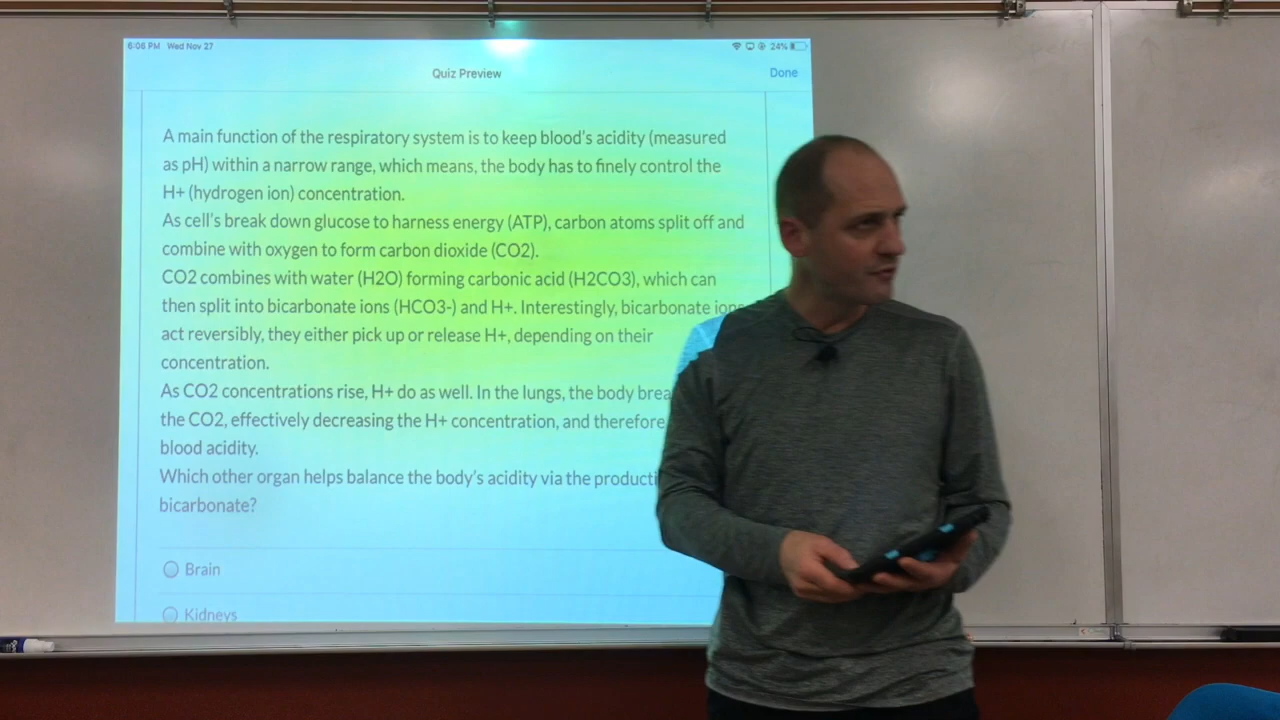 6:06 PM Wed Nov 27
24%
Quiz Preview
Done
A main function of the respiratory system is to keep blood's acidity (measured
as pH) within a narrow range, which means, the body has to finely control the
H+ (hydrogen ion) concentration.
As cell's break down glucose to harness energy (ATP), carbon atoms split off and
combine with oxygen to form carbon dioxide (CO2).
CO2 combines with water (H2O) forming carbonic acid (H2CO3), which can
then split into bicarbonate ions (HCO3-) and H+. Interestingly, bicarbonate ions
act reversibly, they either pick up or release H+, depending on their
concentration.
As CO2 concentrations rise, H+ do as well. In the lungs, the body brea
the CO2, effectively decreasing the H+ concentration, and therefore
blood acidity.
Which other organ helps balance the body's acidity via the producti
bicarbonate?
Brain
Kidneys